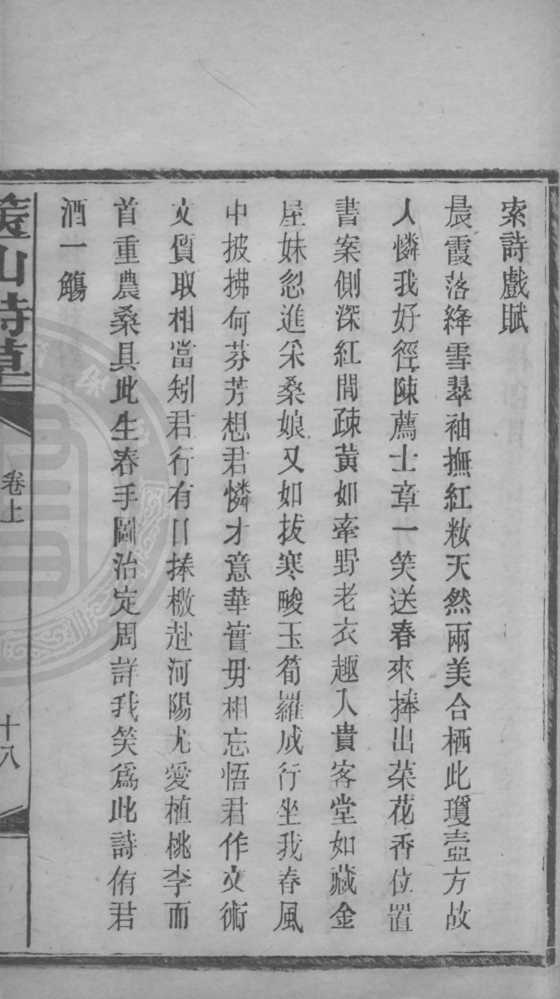 索詩戲賦
晨霞落絳雪翠袖撫紅妝天然兩美合栖此瓊壺方故
人憐我好徑陳薦士章一笑送春來捧出菜花香位置
書案側深紅間疎黃如牽野老衣趣入貴客堂如藏金
屋姝忽進采桑娘又如拔寒畯玉筍羅成行坐我春風
中披拂何芬芳想君憐才意華實毋相忘悟君作文術
文質取相當矧君行有日捧檄赴河陽尤愛植桃李而
首重農桑具此生春手圖治定周詳我笑爲此詩侑君
酒一觴
山詩草
卷上
十八